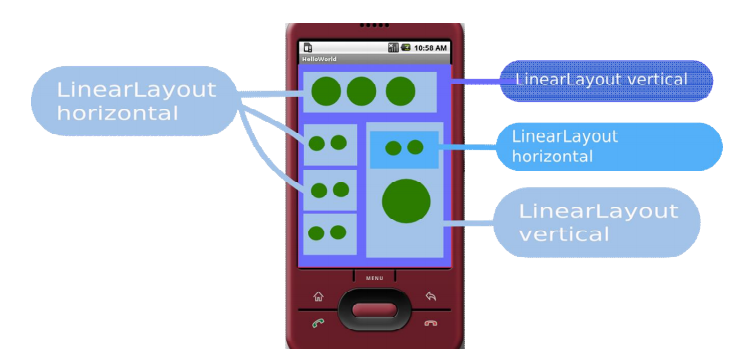 10:58 AM
HelloWorld
LinearLayout vertical
LinearLayout
horizontal
LinearLayout
horizontal
LinearLayout
vertical
MENU